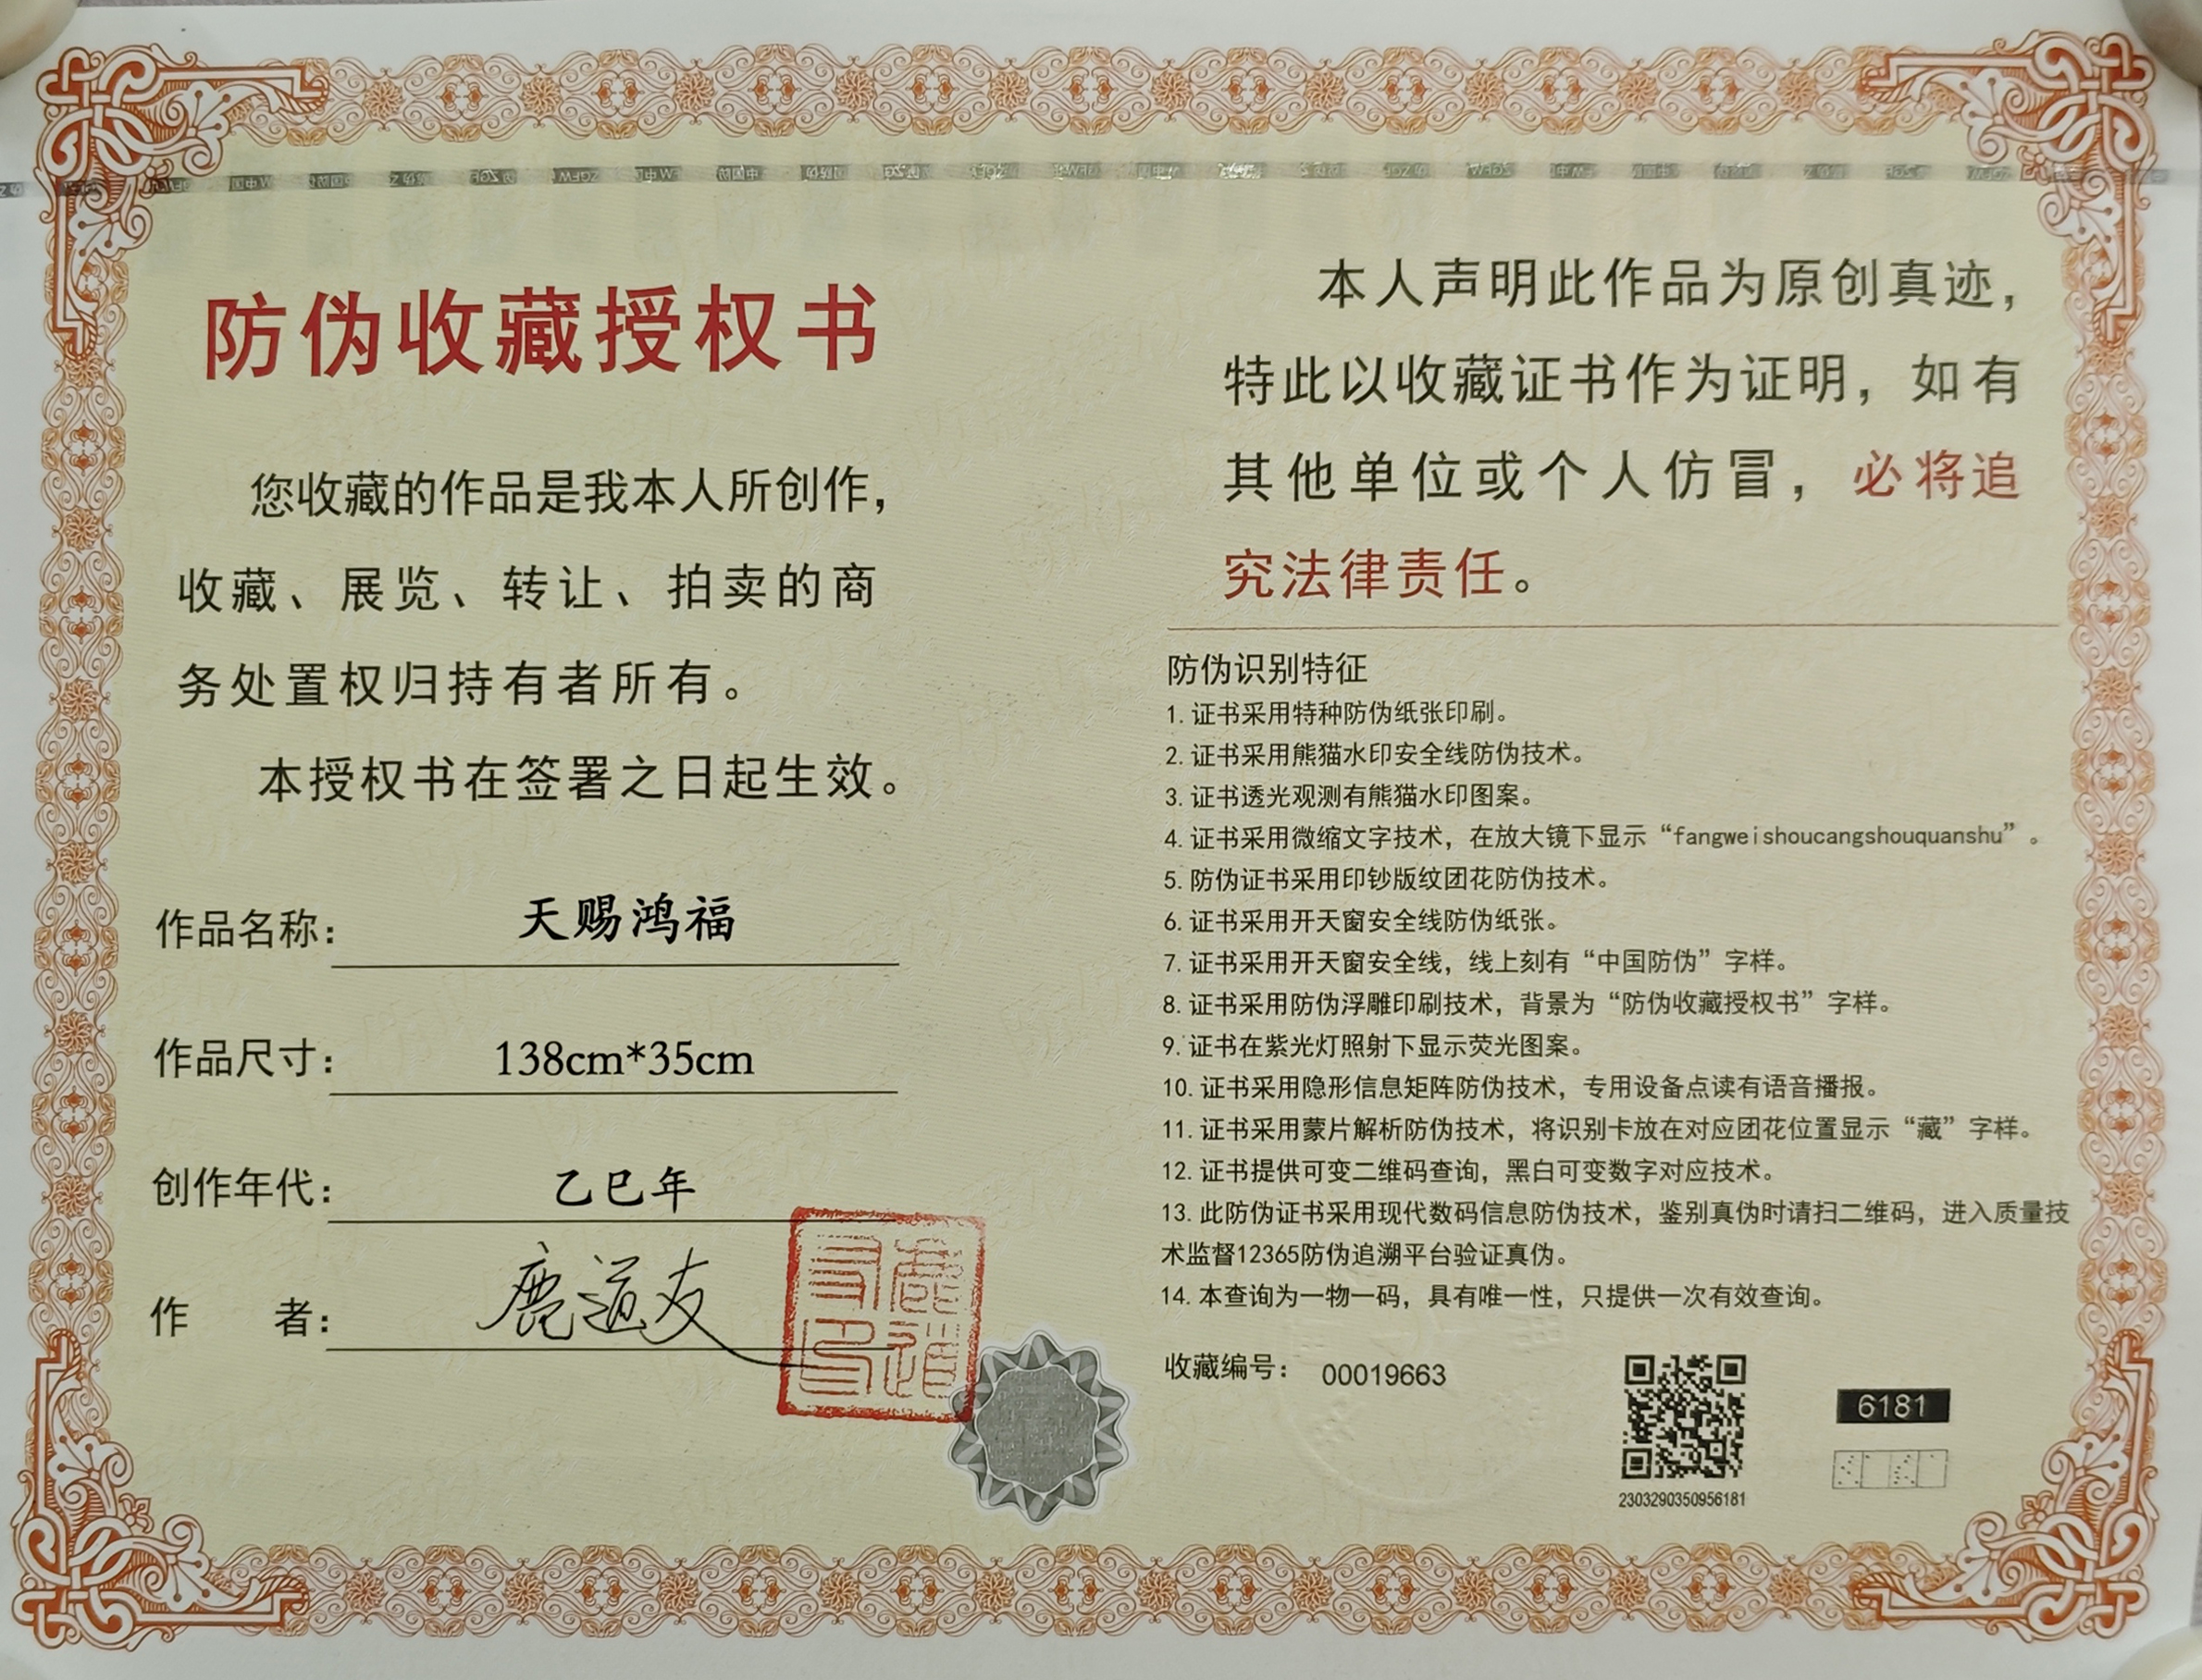 防伪收藏授权书
您收藏的作品是我本人所创作，
收藏、展览、转让、拍卖的商
务处置权归持有者所有。
本授权书在签署之日起生效。
作品名称： 天赐鸿福
作品尺寸： 138cm*35cm
创作年代： 乙巳年
作 者： 鹿道友
本人声明此作品为原创真迹，
特此以收藏证书作为证明，如有
其他单位或个人仿冒，必将追
究法律责任。
防伪识别特征
1.证书采用特种防伪纸张印刷。
2.证书采用熊猫水印安全线防伪技术。
3.证书透光观测有熊猫水印图案。
4.证书采用微缩文字技术，在放大镜下显示“fangweishoucangshouquanshu”。
5.防伪证书采用印钞版纹团花防伪技术。
6.证书采用开天窗安全线防伪纸张。
7.证书采用开天窗安全线，线上刻有“中国防伪”字样。
8.证书采用防伪浮雕印刷技术，背景为“防伪收藏授权书”字样。
9.证书在紫光灯照射下显示荧光图案。
10.证书采用隐形信息矩阵防伪技术，专用设备点读有语音播报。
11.证书采用蒙片解析防伪技术，将识别卡放在对应团花位置显示“藏”字样。
12.证书提供可变二维码查询，黑白可变数字对应技术。
13.此防伪证书采用现代数码信息防伪技术，鉴别真伪时请扫二维码，进入质量技
术监督12365防伪追溯平台验证真伪。
14.本查询为一物一码，具有唯一性，只提供一次有效查询。
收藏编号： 00019663
6181
2303290350956181